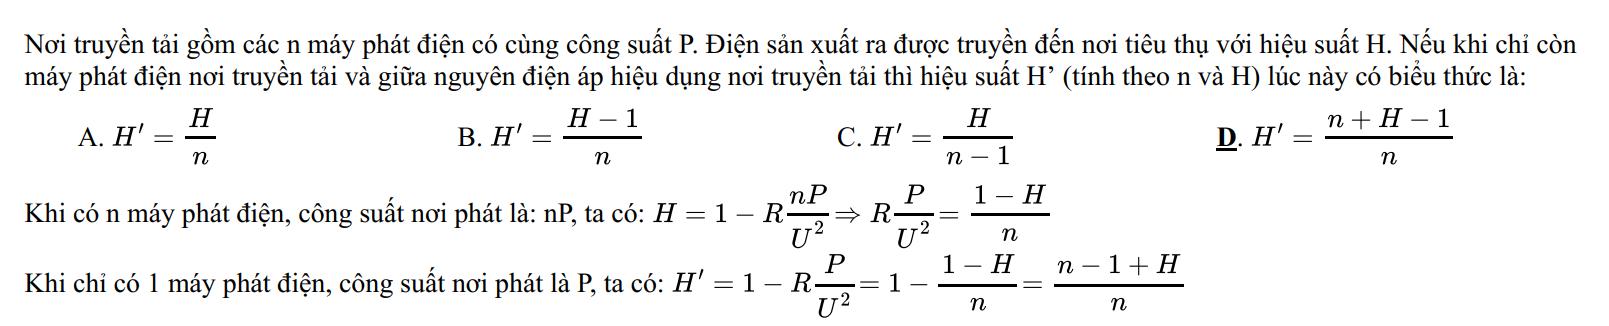 Nơi truyền tải gồm các n máy phát điện có cùng công suất P. Điện sản xuất ra được truyền đến nơi tiêu thụ với hiệu suất H. Nếu khi chỉ còn
máy phát điện nơi truyền tải và giữa nguyên điện áp hiệu dụng nơi truyền tải thì hiệu suất H’ (tính theo n và H) lúc này có biểu thức là:
A. $H' = \frac{H}{n}$ B. $H' = \frac{H-1}{n}$ C. $H' = \frac{H}{n-1}$ D. $H' = \frac{n+H-1}{n}$
Khi có n máy phát điện, công suất nơi phát là: nP, ta có: $H = 1 - R\frac{nP}{U^2} \Rightarrow R\frac{P}{U^2} = \frac{1-H}{n}$
Khi chỉ có 1 máy phát điện, công suất nơi phát là P, ta có: $H' = 1 - R\frac{P}{U^2} = 1 - \frac{1-H}{n} = \frac{n-1+H}{n}$